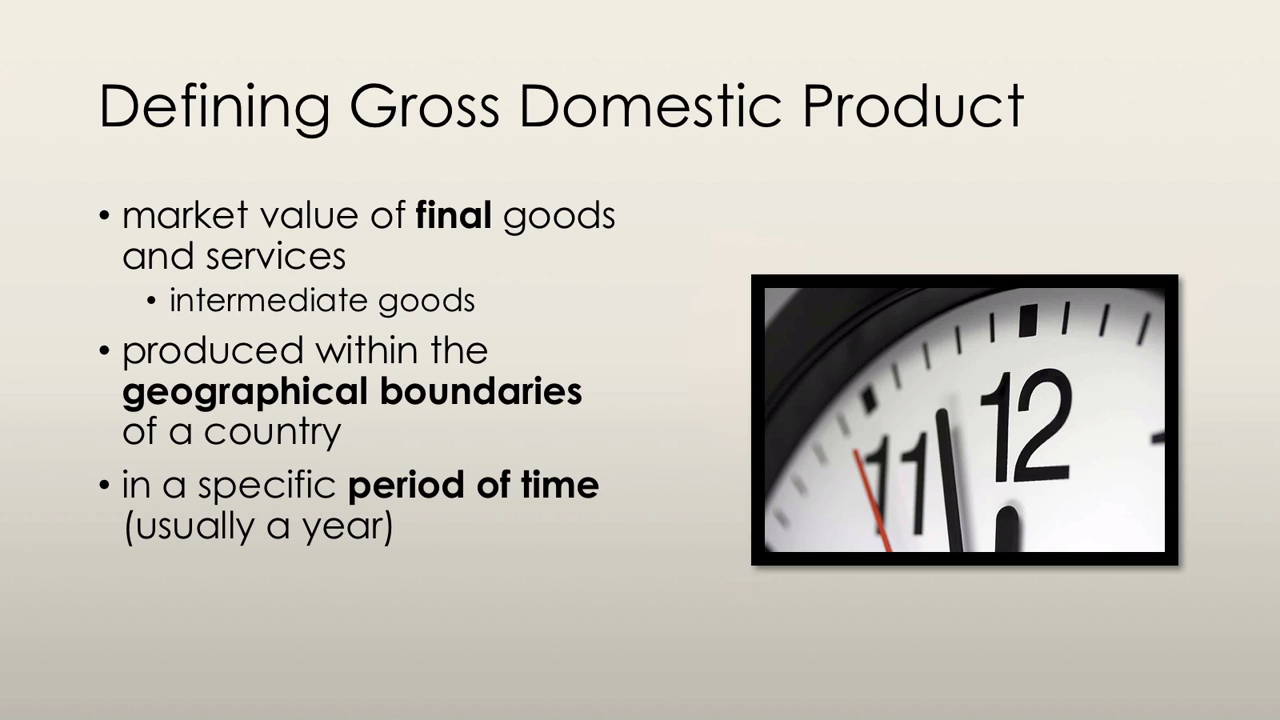 Defining Gross Domestic Product
• market value of final goods
and services
• intermediate goods
• produced within the
geographical boundaries
of a country
• in a specific period of time
(usually a year)
11
12